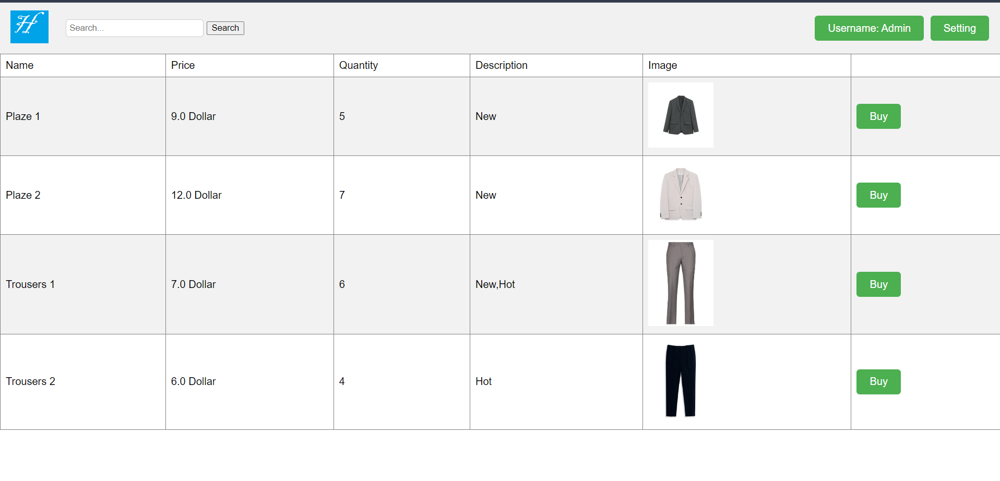 H
Search...
Search
Username: Admin
Setting
Name Price Quantity Description Image
Plaze 1 9.0 Dollar 5 New Buy
Plaze 2 12.0 Dollar 7 New Buy
Trousers 1 7.0 Dollar 6 New,Hot Buy
Trousers 2 6.0 Dollar 4 Hot Buy